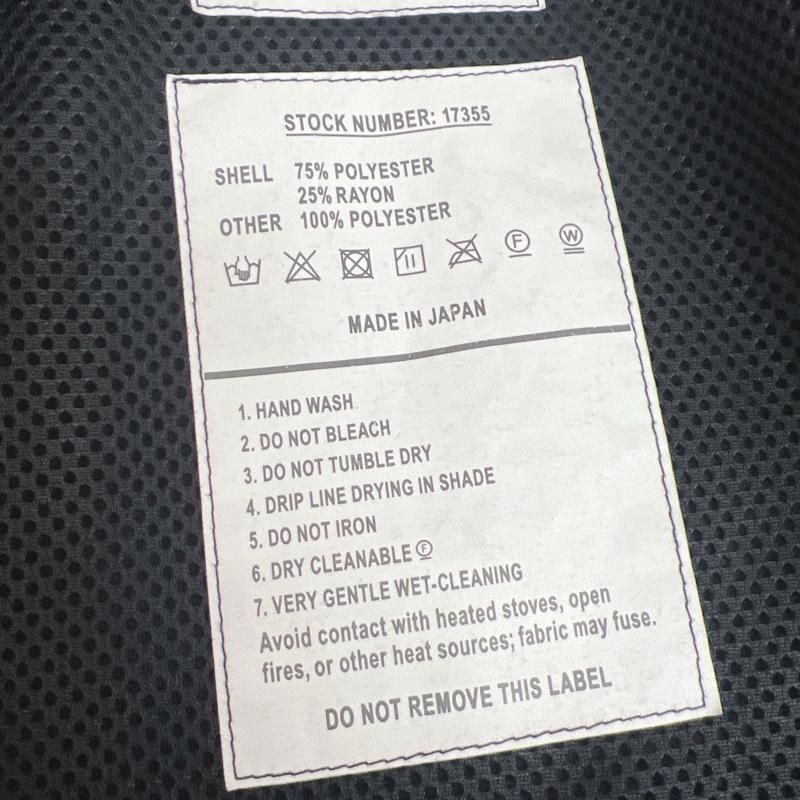 STOCK NUMBER: 17355
SHELL 75% POLYESTER
25% RAYON
OTHER 100% POLYESTER
F W
MADE IN JAPAN
1. HAND WASH
2. DO NOT BLEACH
3. DO NOT TUMBLE DRY
4. DRIP LINE DRYING IN SHADE
5. DO NOT IRON
6. DRY CLEANABLE Ⓕ
7. VERY GENTLE WET-CLEANING
Avoid contact with heated stoves, open
fires, or other heat sources; fabric may fuse.
DO NOT REMOVE THIS LABEL